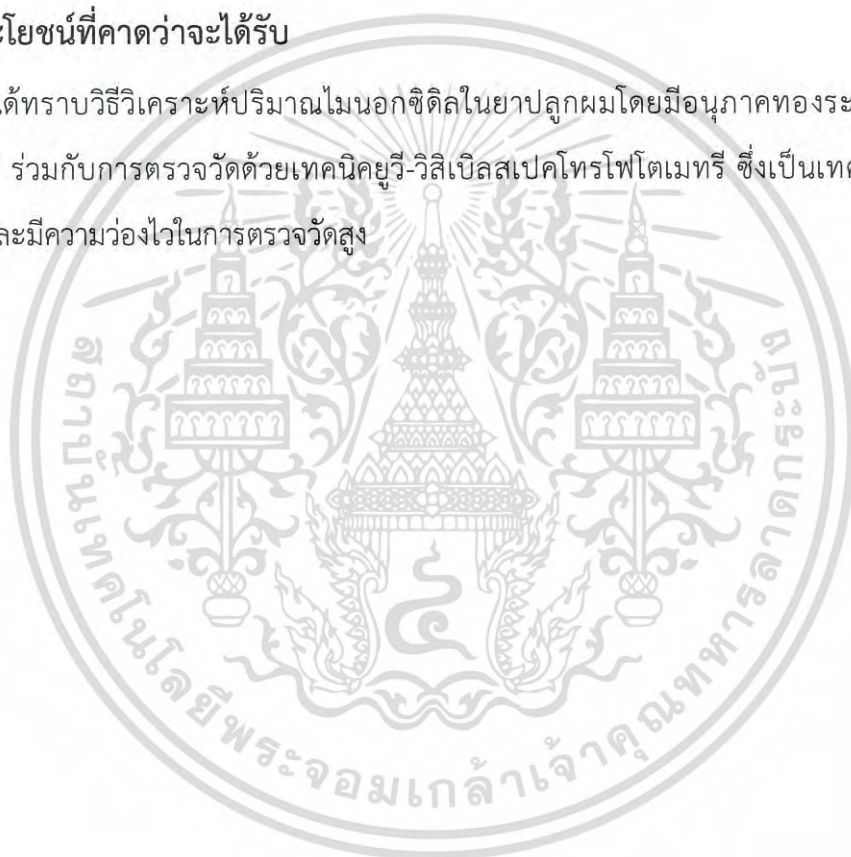 ะโยชน์ที่คาดว่าจะได้รับ
ได้ทราบวิธีวิเคราะห์ปริมาณไมนอกซิดิลในยาปลูกผมโดยมีอนุภาคทองระ
ร่วมกับการตรวจวัดด้วยเทคนิคยูวี-วิสิเบิลสเปคโทรโฟโตเมทรี ซึ่งเป็นเทค
ละมีความว่องไวในการตรวจวัดสูง
สถาบันเทคโนโลยีพระจอมเกล้าเจ้าคุณทหารลาดกระบัง